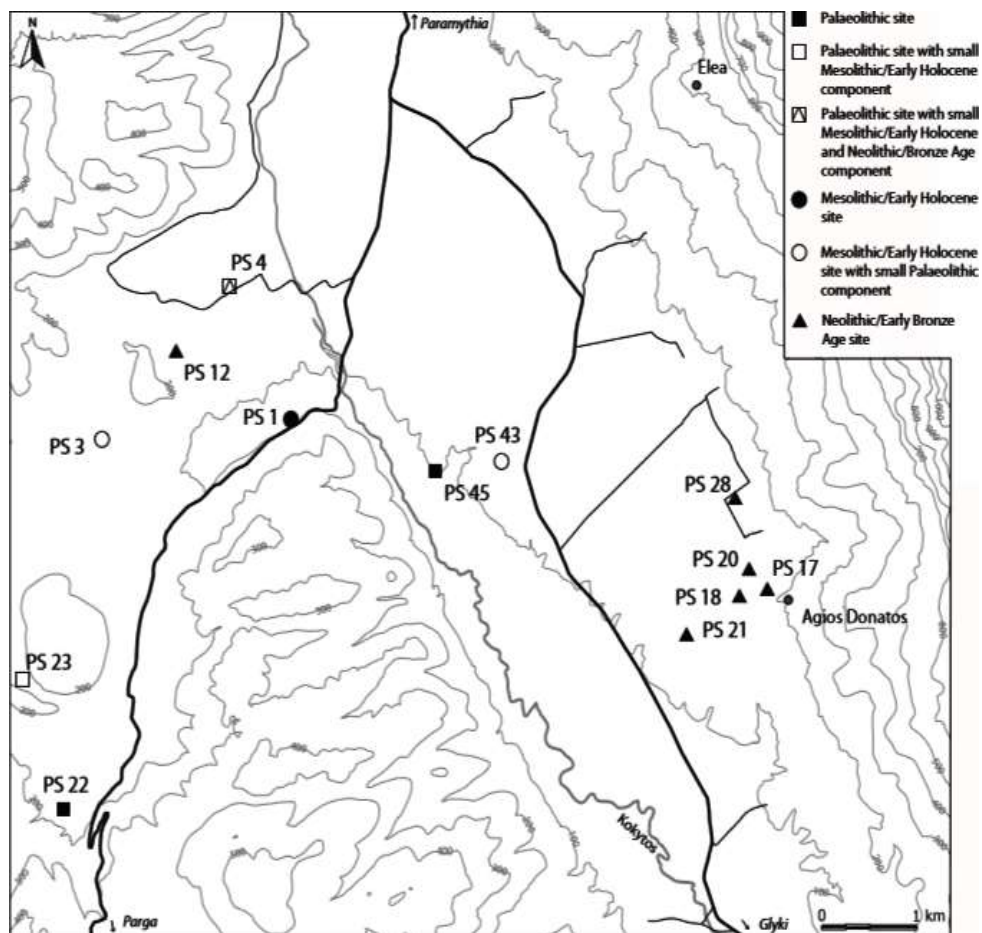 N
Paramythia
Elea
PS 4
PS 12
PS 1
PS 3
PS 43
PS 45
PS 28
PS 20
PS 17
PS 18
Agios Donatos
PS 21
PS 23
PS 22
Kokytos
Parga
Glyki
0 1 km
Palaeolithic site
Palaeolithic site with small
Mesolithic/Early Holocene
component
Palaeolithic site with small
Mesolithic/Early Holocene
and Neolithic/Bronze Age
component
Mesolithic/Early Holocene
site
Mesolithic/Early Holocene
site with small Palaeolithic
component
Neolithic/Early Bronze
Age site